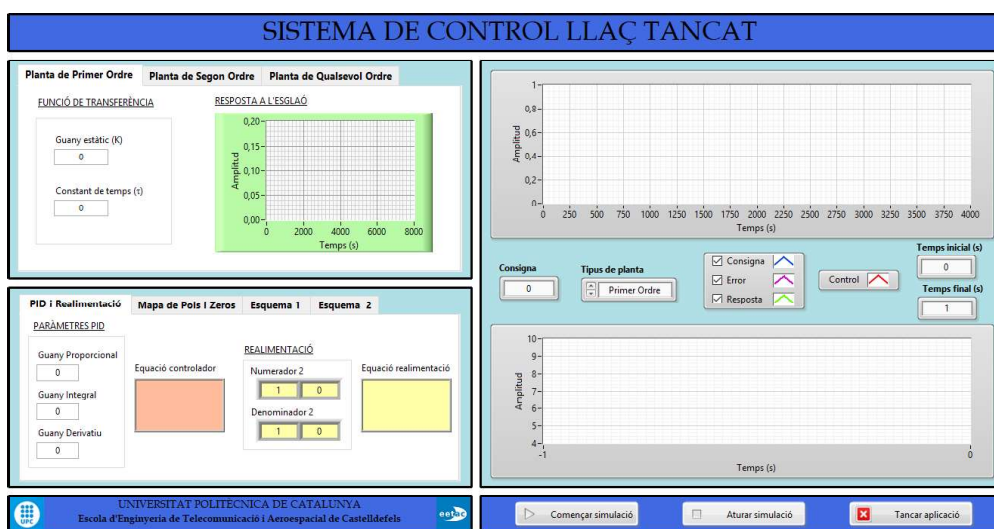 SISTEMA DE CONTROL LLAÇ TANCAT
Planta de Primer Ordre
Planta de Segon Ordre
Planta de Qualsevol Ordre
FUNCIÓ DE TRANSFERÈNCIA
Guany estàtic (K)
0
Constant de temps (τ)
0
RESPOSTA A L'ESGLAÓ
Amplitud
0,20
0,15
0,10
0,05
0,00
0 2000 4000 6000 8000
Temps (s)
PID i Realimentació
Mapa de Pols I Zeros
Esquema 1
Esquema 2
PARÀMETRES PID
Guany Proporcional
0
Guany Integral
0
Guany Derivatiu
0
Equació controlador
REALIMENTACIÓ
Numerador 2
1 0
Denominador 2
1 0
Equació realimentació
Amplitud
1
0,8
0,6
0,4
0,2
0
0 250 500 750 1000 1250 1500 1750 2000 2250 2500 2750 3000 3250 3500 3750 4000
Temps (s)
Consigna
0
Tipus de planta
Primer Ordre
Consigna
Error
Resposta
Control
Temps inicial (s)
0
Temps final (s)
1
Amplitud
10
9
8
7
6
5
4
-1 0
Temps (s)
UPC
UNIVERSITAT POLITÈCNICA DE CATALUNYA
Escola d'Enginyeria de Telecomunicació i Aeroespacial de Castelldefels
eetac
Començar simulació
Aturar simulació
Tancar aplicació